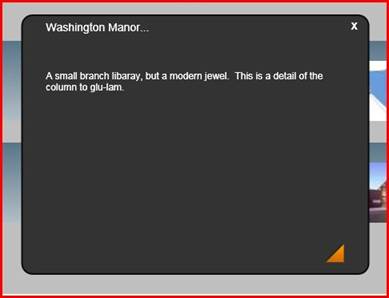 Washington Manor...
x
A small branch libaray, but a modern jewel.  This is a detail of the
column to glu-lam.